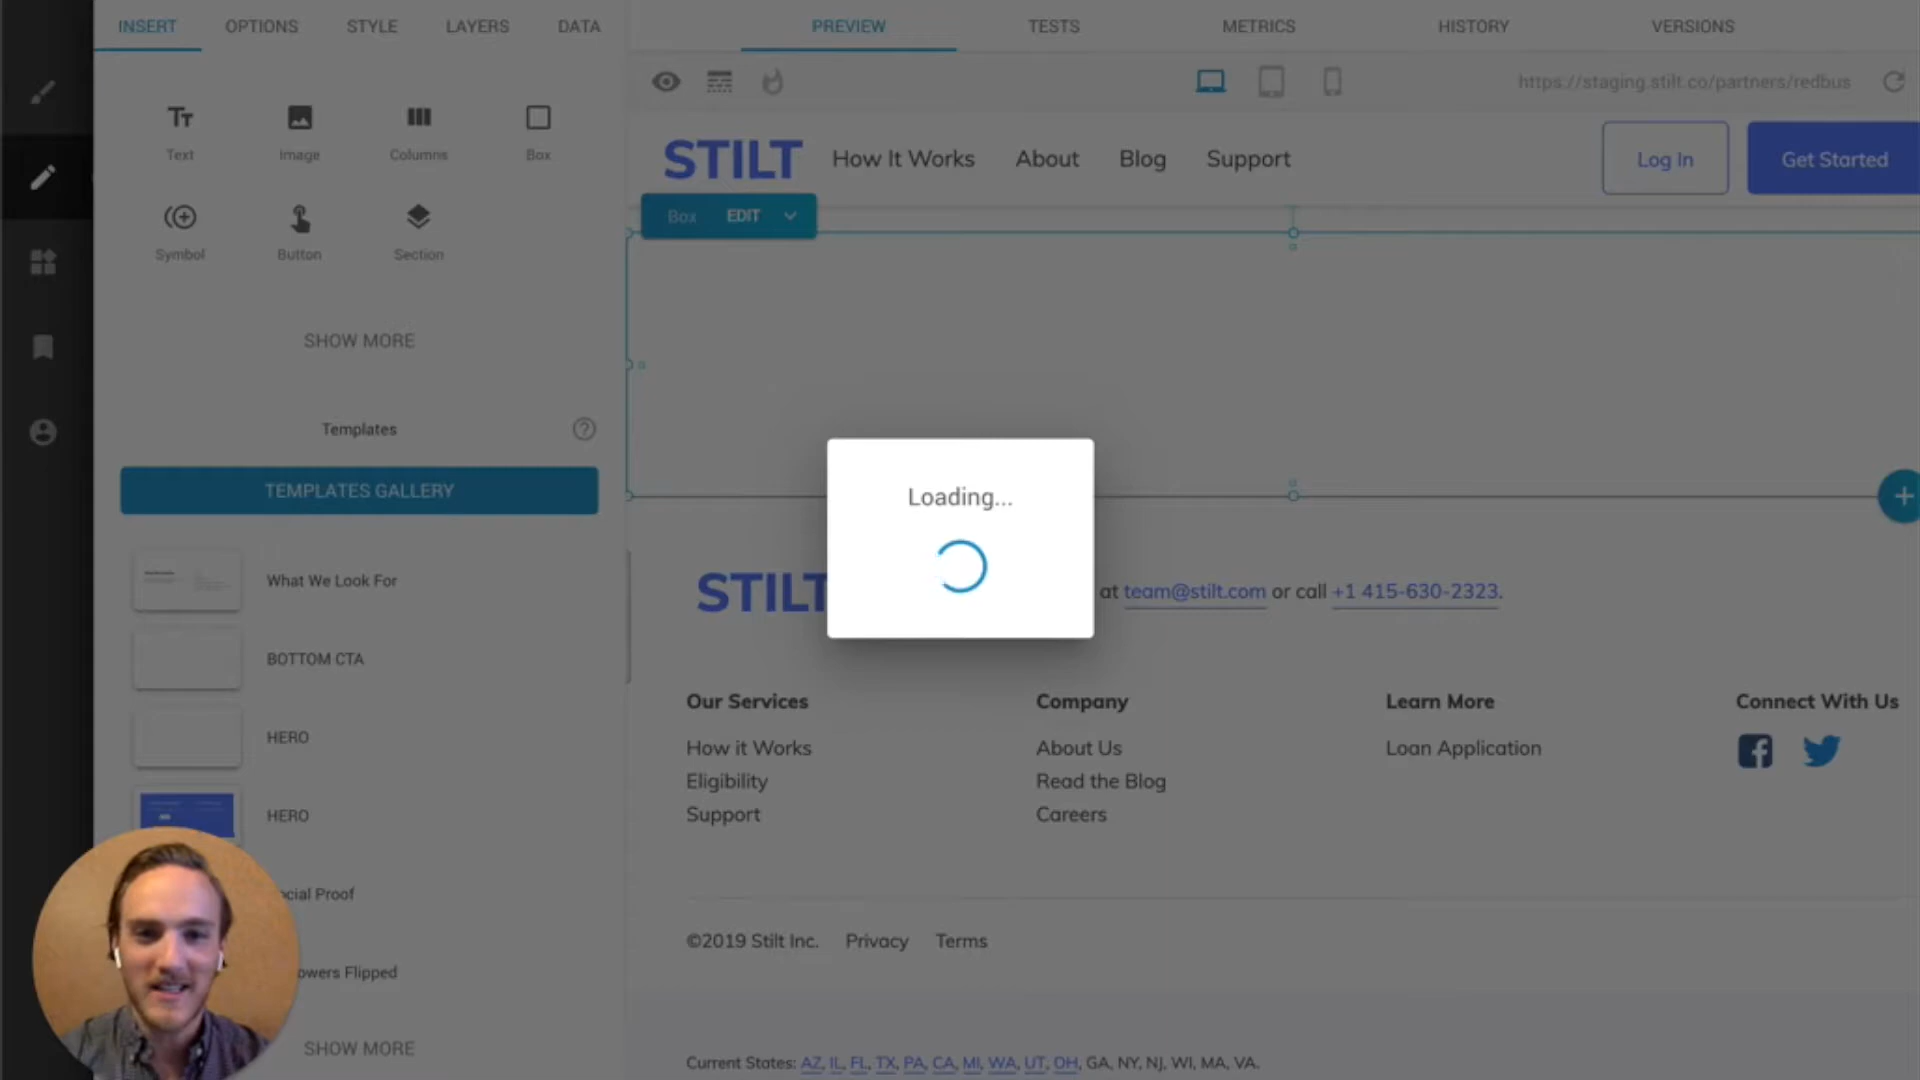 INSERT OPTIONS STYLE LAYERS DATA
PREVIEW TESTS METRICS HISTORY VERSIONS
https://staging.stilt.co/partners/redbus
Text Image Columns Box
Symbol Button Section
SHOW MORE
Templates
TEMPLATES GALLERY
What We Look For
BOTTOM CTA
HERO
HERO
ocial Proof
owers Flipped
SHOW MORE
STILT How It Works About Blog Support Log In Get Started
Box EDIT
Loading...
STILT at team@stilt.com or call +1 415-630-2323.
Our Services
How it Works
Eligibility
Support
Company
About Us
Read the Blog
Careers
Learn More
Loan Application
Connect With Us
©2019 Stilt Inc. Privacy Terms
Current States: AZ, IL, FL, TX, PA, CA, MI, WA, UT, OH, GA, NY, NJ, WI, MA, VA.